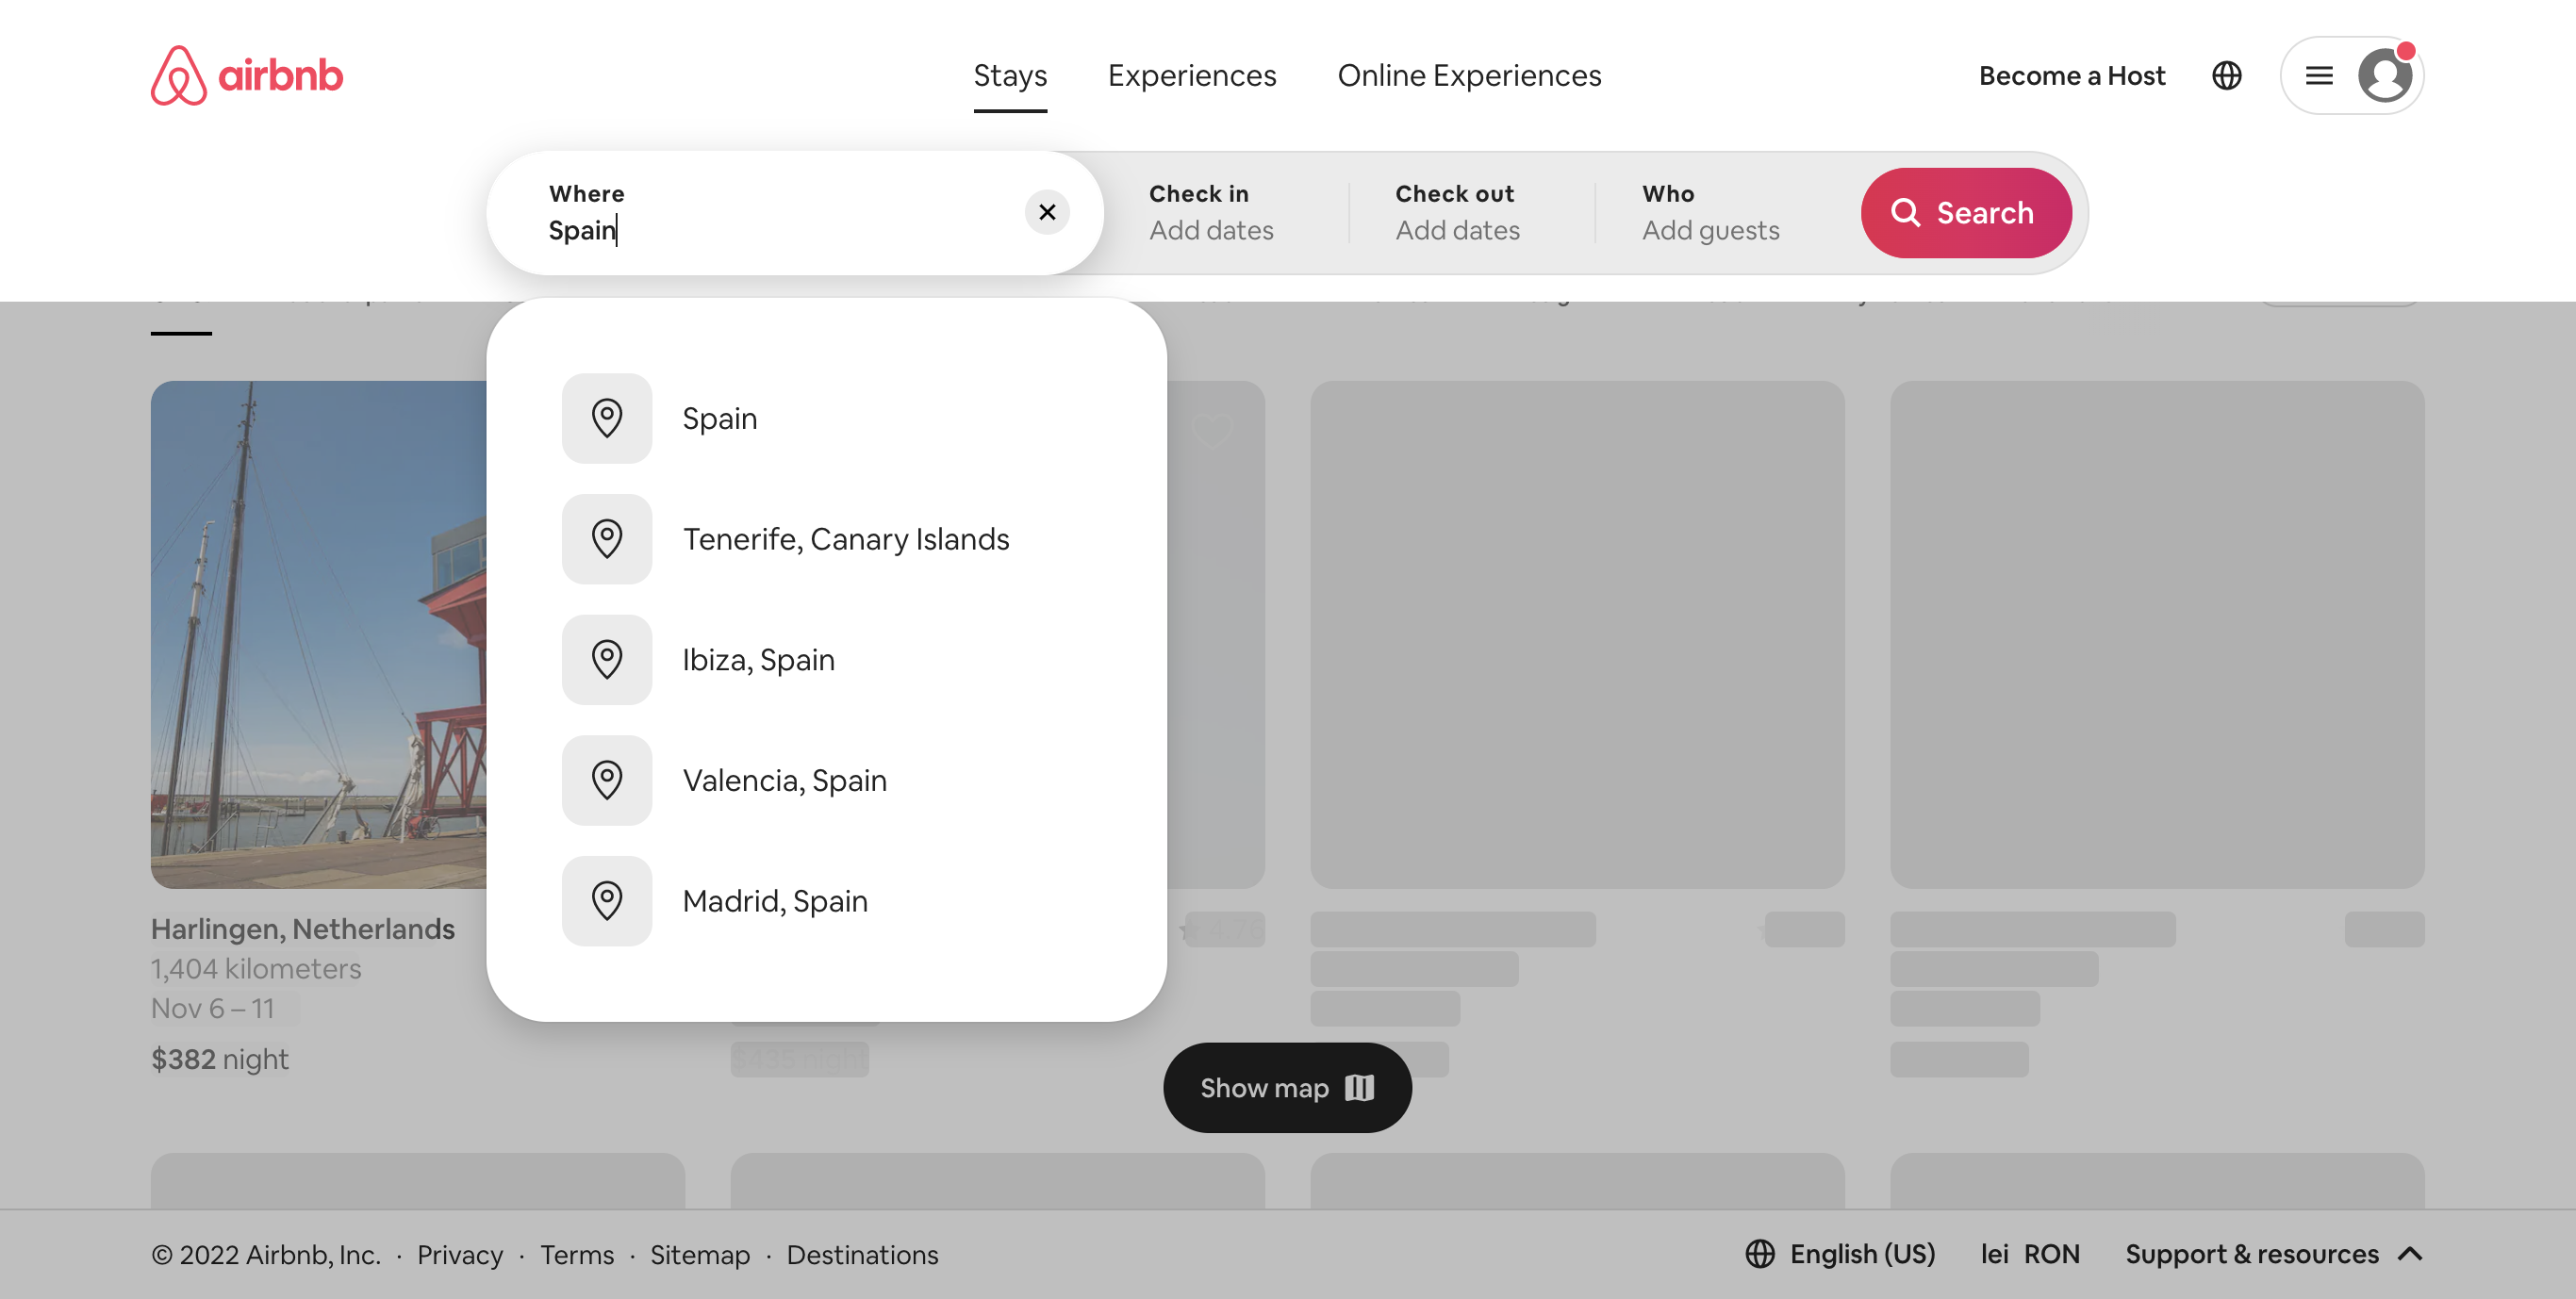 airbnb
Stays
Experiences
Online Experiences
Become a Host
Where
Spain
Check in
Add dates
Check out
Add dates
Who
Add guests
Search
Spain
Tenerife, Canary Islands
Ibiza, Spain
Valencia, Spain
Madrid, Spain
Harlingen, Netherlands
1,404 kilometers
Nov 6 – 11
$382 night
$435 night
Show map
© 2022 Airbnb, Inc. · Privacy · Terms · Sitemap · Destinations
English (US)
lei RON
Support & resources